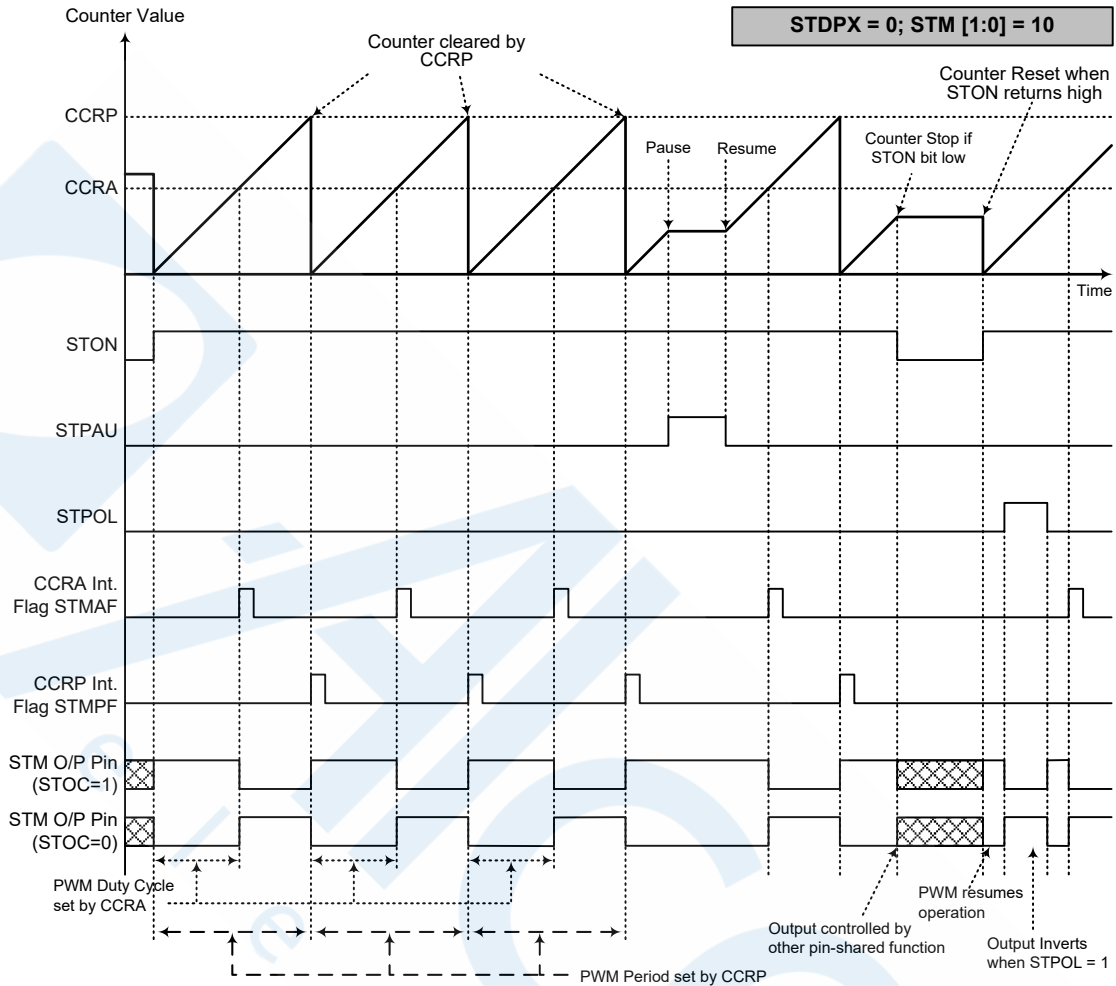 Counter Value
STDPX = 0; STM [1:0] = 10
Counter cleared by
CCRP
Counter Reset when
STON returns high
CCRP
Pause
Resume
Counter Stop if
STON bit low
CCRA
Time
STON
STPAU
STPOL
CCRA Int.
Flag STMAF
CCRP Int.
Flag STMPF
STM O/P Pin
(STOC=1)
STM O/P Pin
(STOC=0)
PWM Duty Cycle
set by CCRA
PWM resumes
operation
Output controlled by
other pin-shared function
Output Inverts
when STPOL = 1
PWM Period set by CCRP